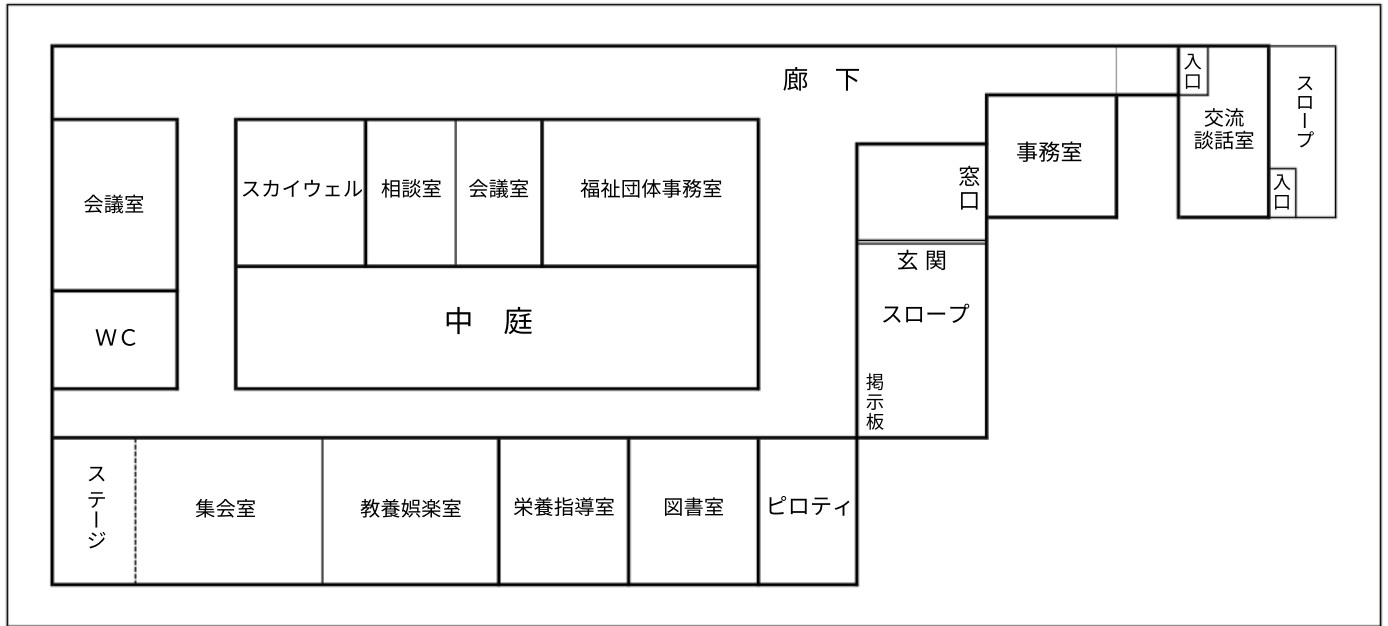 廊　下
入口
スロープ
交流
談話室
入口
事務室
窓口
会議室
スカイウェル
相談室
会議室
福祉団体事務室
玄 関
スロープ
掲示板
ＷＣ
中　庭
ステージ
集会室
教養娯楽室
栄養指導室
図書室
ピロティ